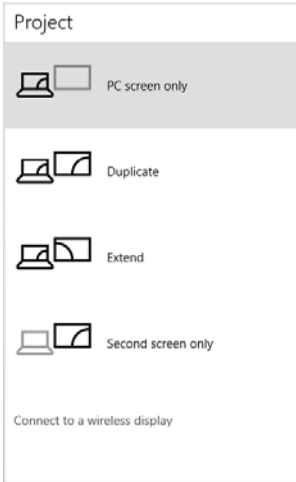 Project
PC screen only
Duplicate
Extend
Second screen only
Connect to a wireless display